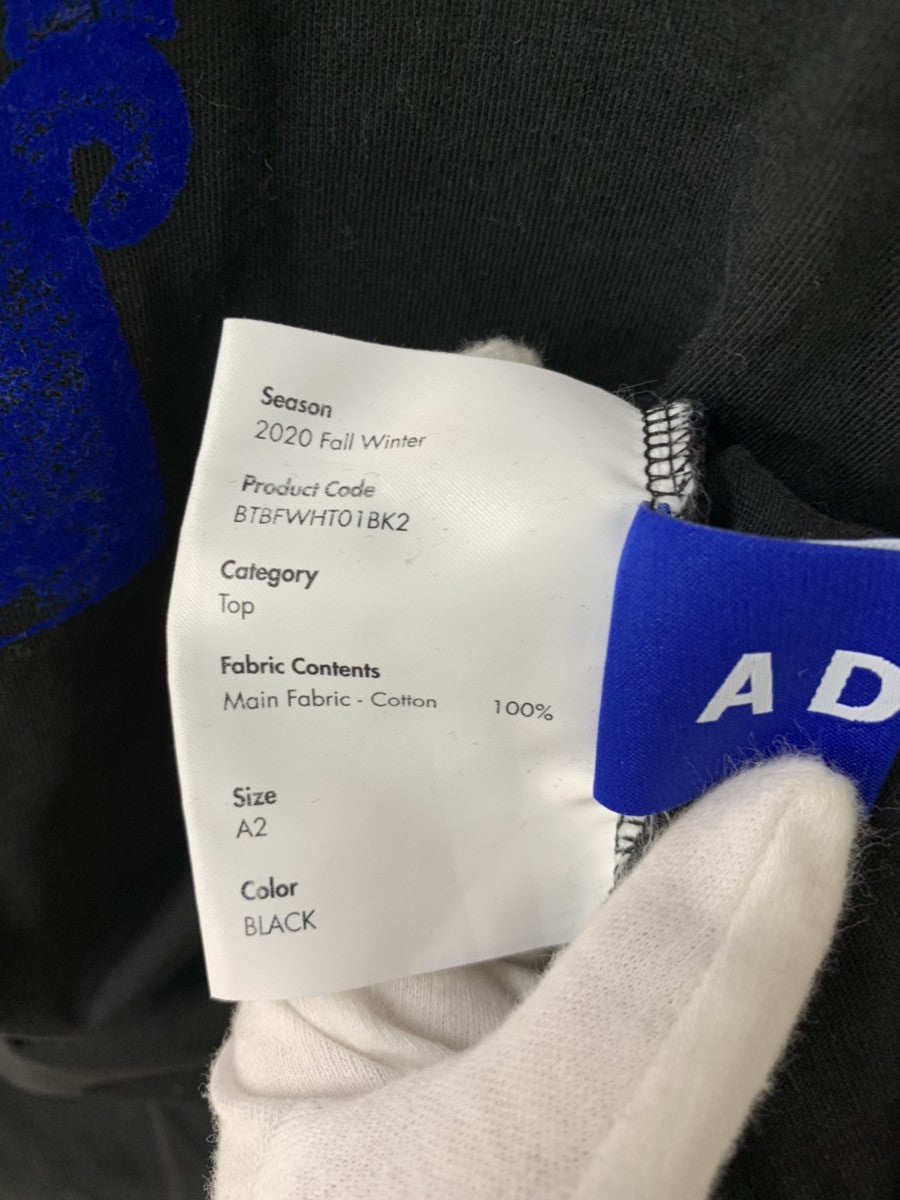 Season
2020 Fall Winter
Product Code
BTBFWHT01BK2
Category
Top
Fabric Contents
Main Fabric - Cotton 100%
Size
A2
Color
BLACK
AD